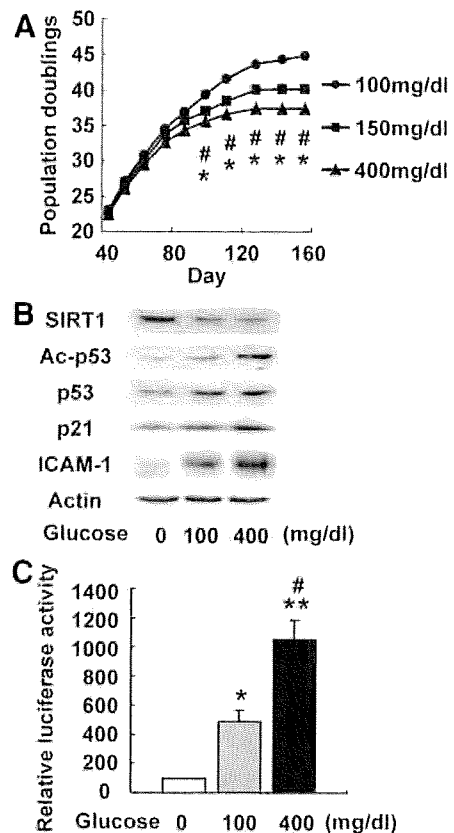 A
Population doublings
50
45
40
35
30
25
20
40 80 120 160
Day
# # # # #
* * * * *
100mg/dl
150mg/dl
400mg/dl
B
SIRT1
Ac-p53
p53
p21
ICAM-1
Actin
Glucose 0 100 400 (mg/dl)
C
Relative luciferase activity
1400
1200
1000
800
600
400
200
0
*
#
**
Glucose 0 100 400 (mg/dl)